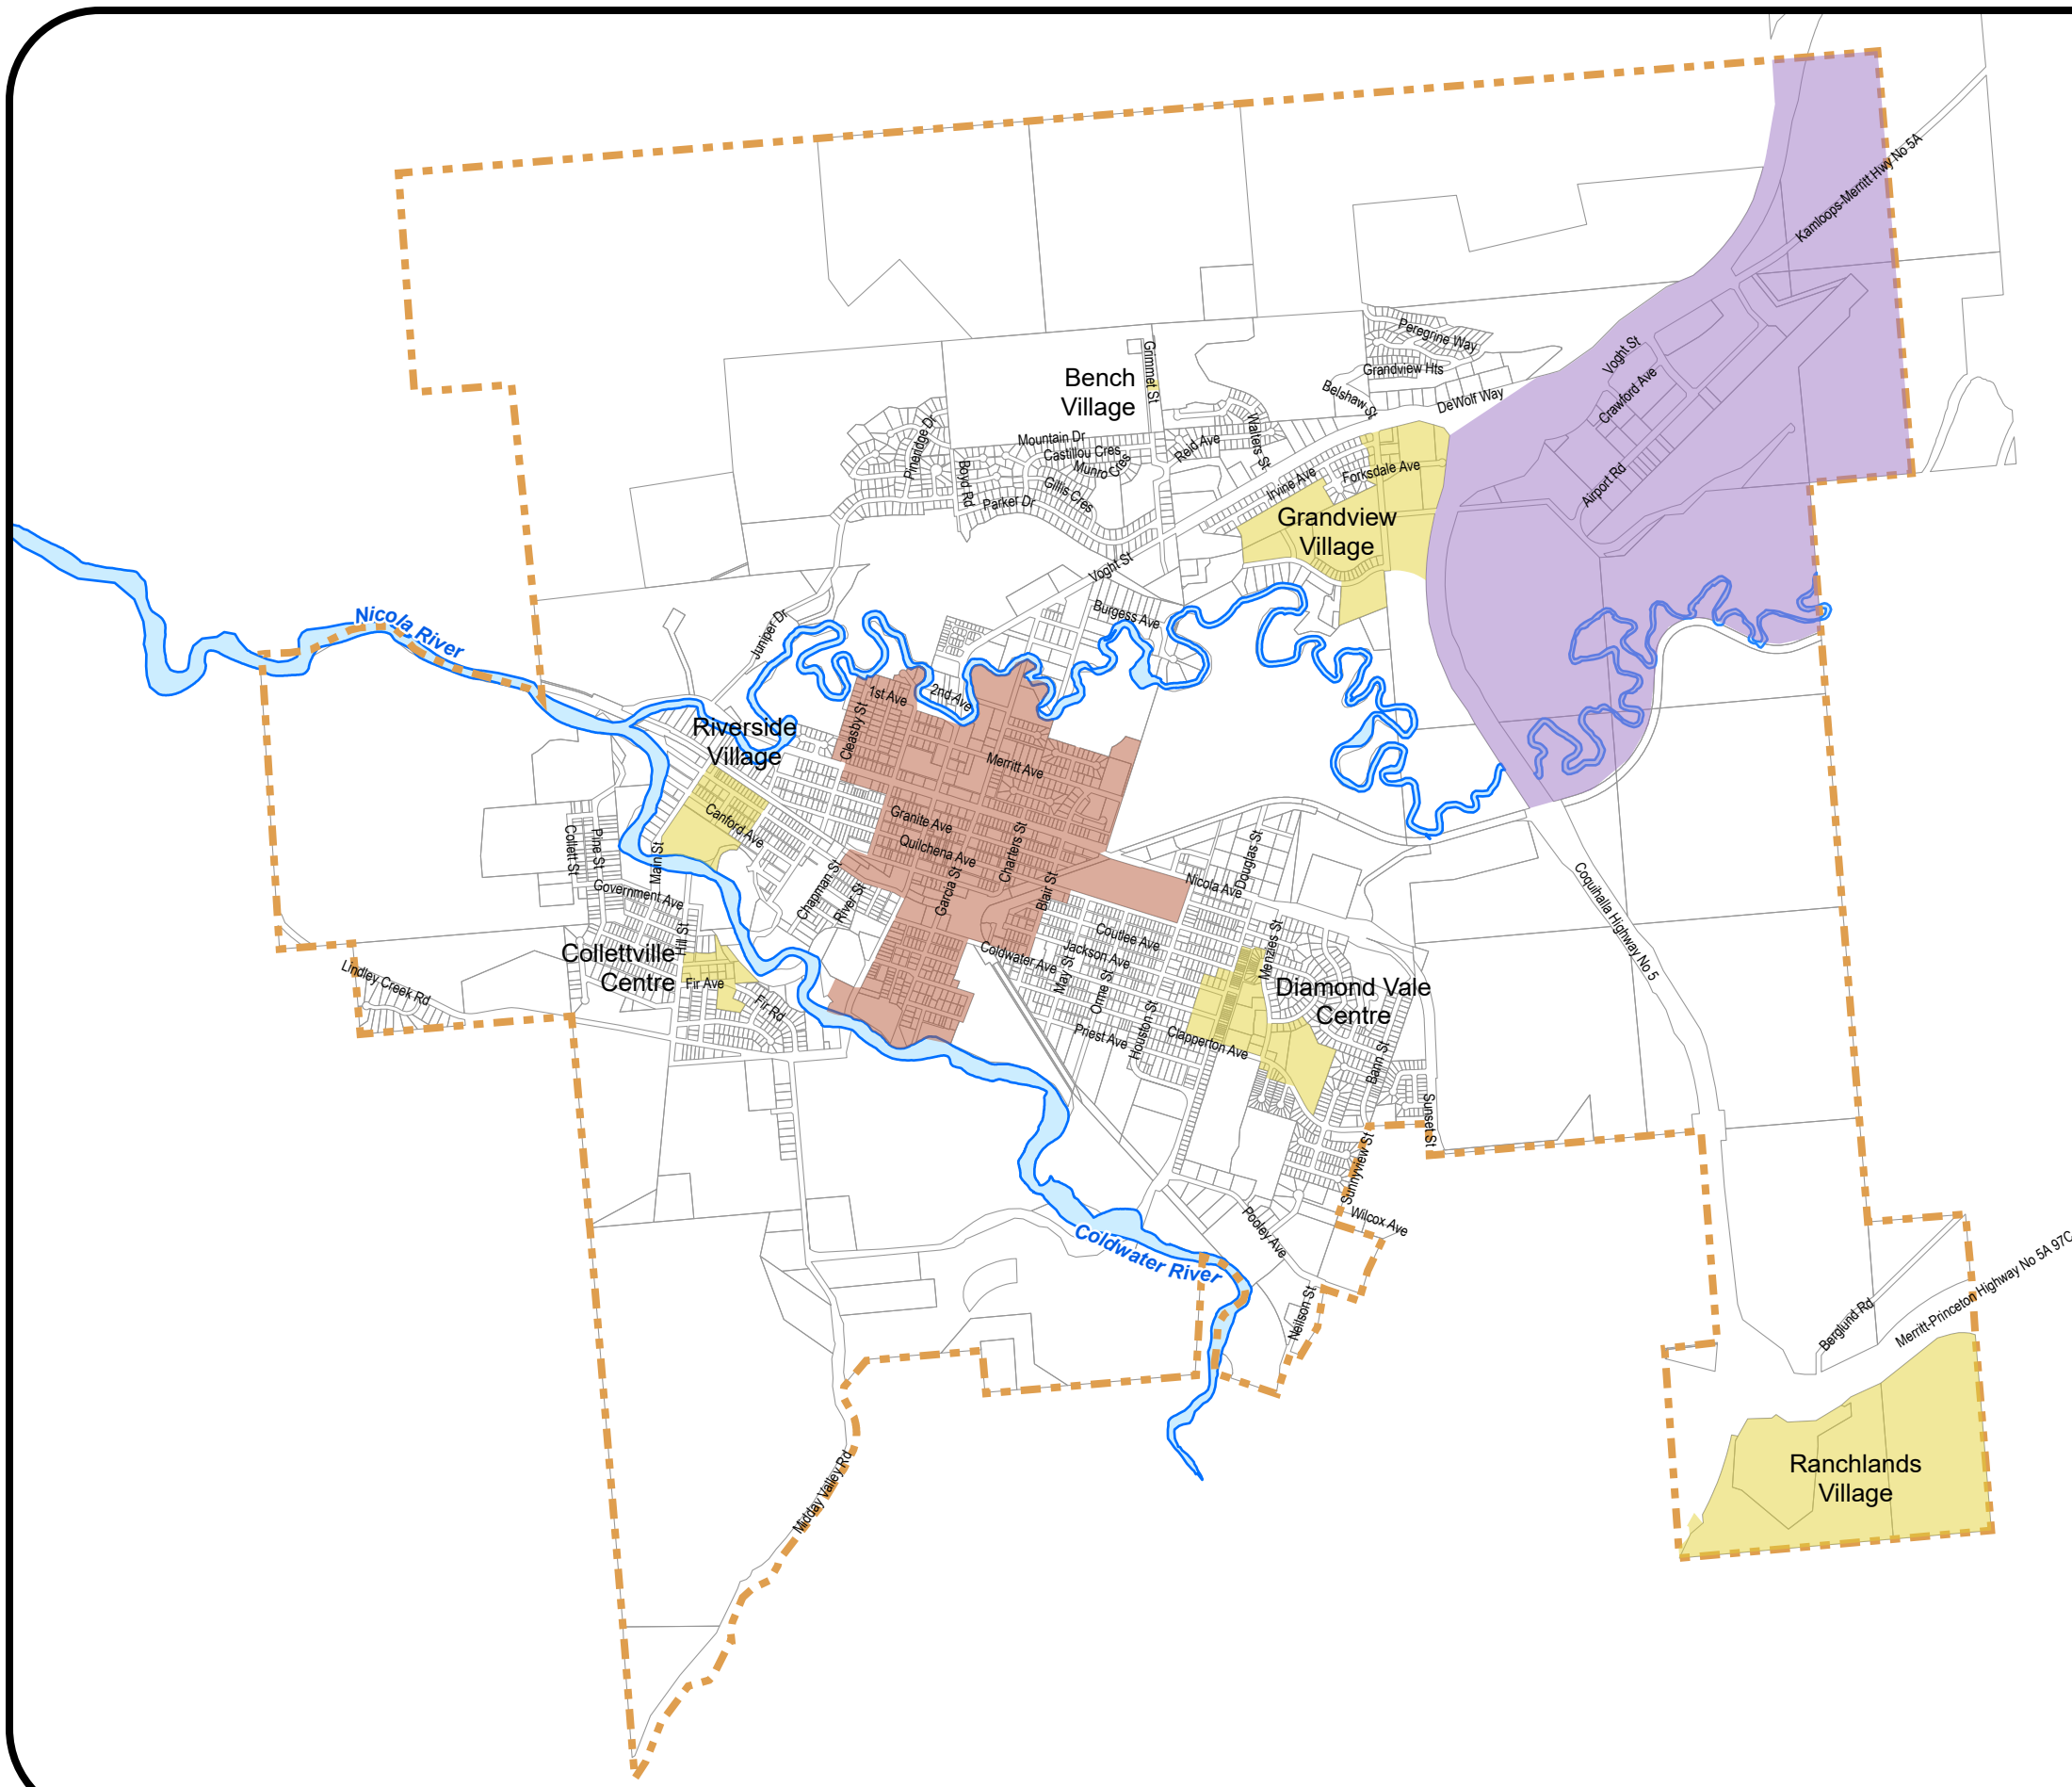 Kamloops-Merritt Hwy No 5A
Peregrine Way
Grandview Hts
Belshaw St
DeWolf Way
Voght St
Crawford Ave
Airport Rd
Grimmet St
Bench
Village
Pineridge Dr
Mountain Dr
Castillou Cres
Munro Cres
Reid Ave
Walters St
Boyd Rd
Gillis Cres
Parker Dr
Irvine Ave
Forksdale Ave
Grandview
Village
Voght St
Burgess Ave
Juniper Dr
Nicola River
1st Ave
2nd Ave
Cleasby St
Riverside
Village
Merritt Ave
Canford Ave
Granite Ave
Quilchena Ave
Charters St
Garcia St
Blair St
Collett St
Pine St
Main St
Government Ave
Hill St
Chapman St
River St
Nicola Ave
Douglas St
Coquihalla Highway No.5
Collettville
Centre
Lindley Creek Rd
Fir Ave
Fir Rd
Coldwater Ave
Coutlee Ave
Jackson Ave
May St
Orme St
Houston St
Priest Ave
Clapperton Ave
Menzies St
Diamond Vale
Centre
Bann St
Sunset St
Sunnyview St
Wilcox Ave
Pooley Ave
Neilson St
Coldwater River
Midday Valley Rd
Berglund Rd
Merritt-Princeton Highway No 5A 97C
Ranchlands
Village